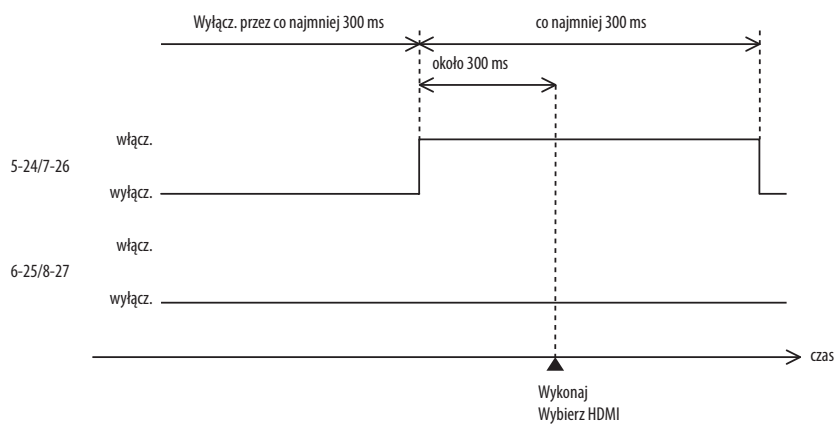 Wyłącz. przez co najmniej 300 ms
co najmniej 300 ms
około 300 ms
włącz.
5-24/7-26
wyłącz.
włącz.
6-25/8-27
wyłącz.
czas
Wykonaj
Wybierz HDMI